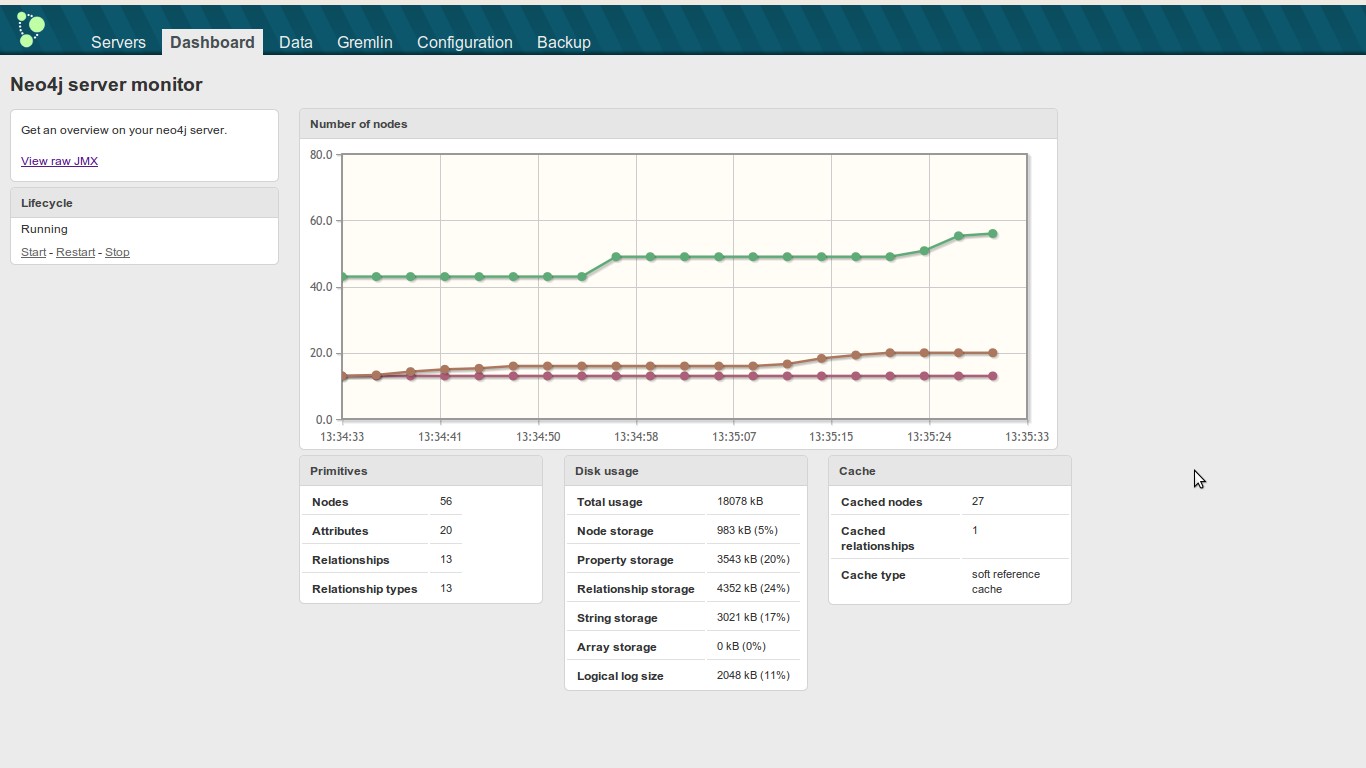 Servers Dashboard Data Gremlin Configuration Backup
Neo4j server monitor
Get an overview on your neo4j server.
View raw JMX
Lifecycle
Running
Start - Restart - Stop
Number of nodes
80.0
60.0
40.0
20.0
0.0
13:34:33 13:34:41 13:34:50 13:34:58 13:35:07 13:35:15 13:35:24 13:35:33
Primitives
Nodes 56
Attributes 20
Relationships 13
Relationship types 13
Disk usage
Total usage 18078 kB
Node storage 983 kB (5%)
Property storage 3543 kB (20%)
Relationship storage 4352 kB (24%)
String storage 3021 kB (17%)
Array storage 0 kB (0%)
Logical log size 2048 kB (11%)
Cache
Cached nodes 27
Cached 1
relationships
Cache type soft reference
cache